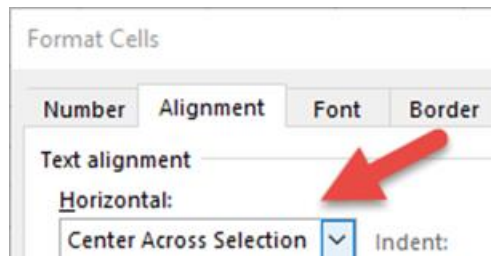 Format Cells
Number Alignment Font Border
Text alignment
Horizontal:
Center Across Selection Indent: